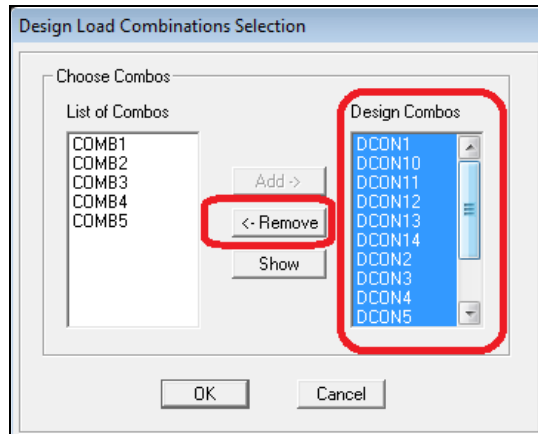 Design Load Combinations Selection
Choose Combos
List of Combos
COMB1
COMB2
COMB3
COMB4
COMB5
Add ->
<- Remove
Show
Design Combos
DCON1
DCON10
DCON11
DCON12
DCON13
DCON14
DCON2
DCON3
DCON4
DCON5
OK
Cancel